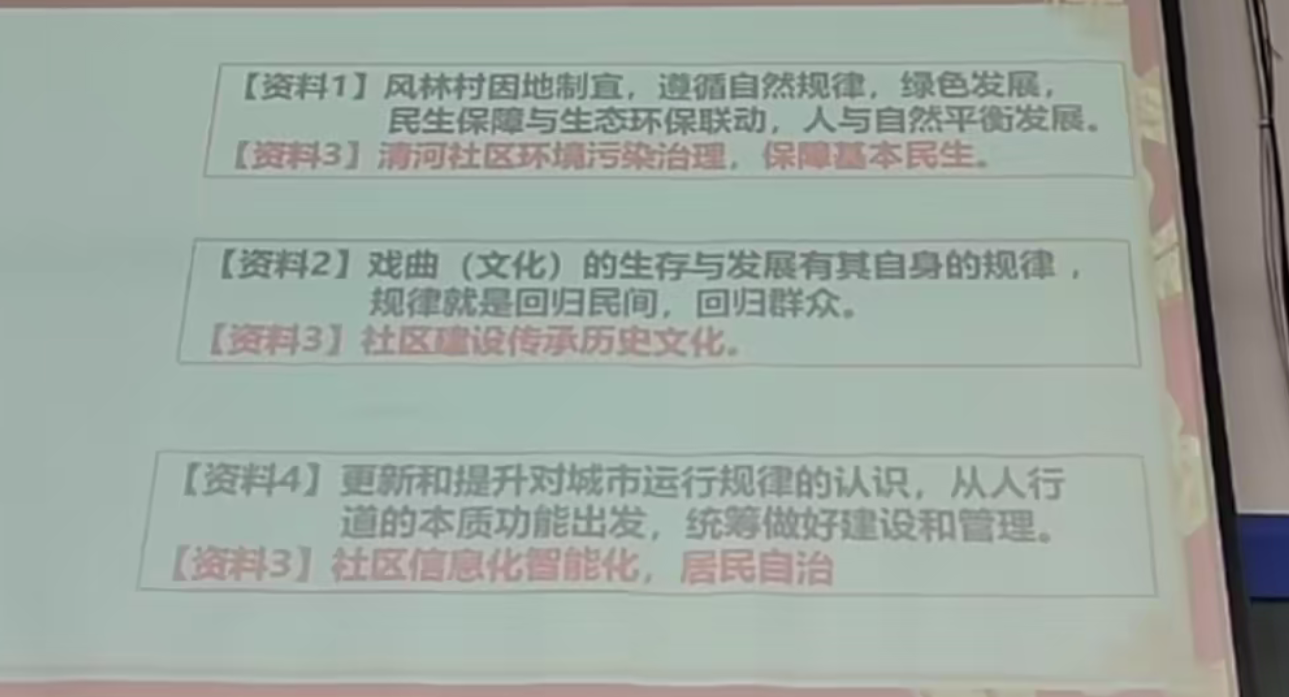 【资料1】风林村因地制宜，遵循自然规律，绿色发展，
民生保障与生态环保联动，人与自然平衡发展。
【资料3】清河社区环境污染治理，保障基本民生。
【资料2】戏曲（文化）的生存与发展有其自身的规律，
规律就是回归民间，回归群众。
【资料3】社区建设传承历史文化。
【资料4】更新和提升对城市运行规律的认识，从人行
道的本质功能出发，统筹做好建设和管理。
【资料3】社区信息化智能化，居民自治